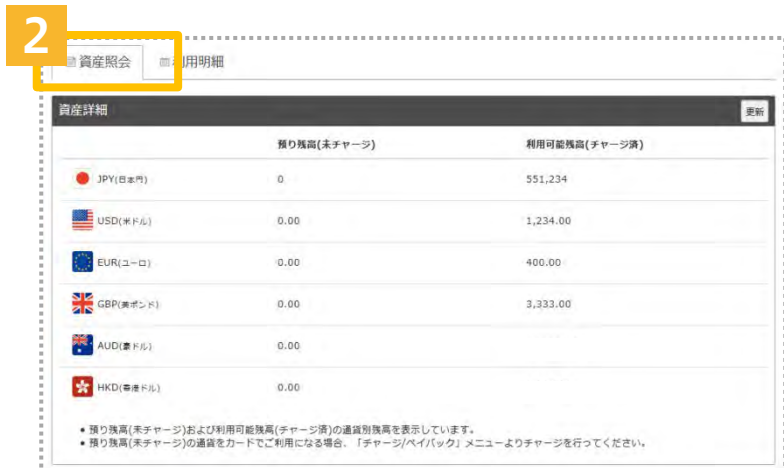 2
資産照会 利用明細
資産詳細 更新
預り残高(未チャージ) 利用可能残高(チャージ済)
JPY(日本円) 0 551,234
USD(米ドル) 0.00 1,234.00
EUR(ユーロ) 0.00 400.00
GBP(英ポンド) 0.00 3,333.00
AUD(豪ドル) 0.00
HKD(香港ドル) 0.00
• 預り残高(未チャージ)および利用可能残高(チャージ済)の通貨別残高を表示しています。
• 預り残高(未チャージ)の通貨をカードでご利用になる場合、「チャージ/ペイバック」メニューよりチャージを行ってください。